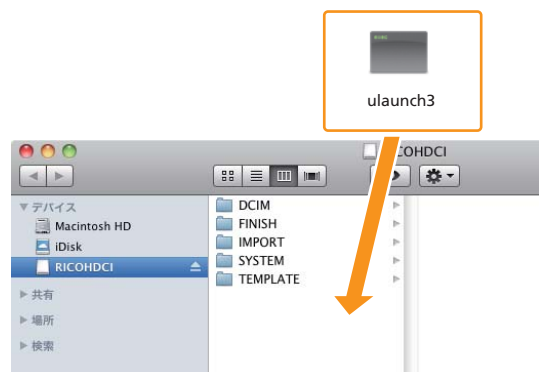 ulaunch3
デバイス
Macintosh HD
iDisk
RICOHDCI
共有
場所
検索
DCIM
FINISH
IMPORT
SYSTEM
TEMPLATE